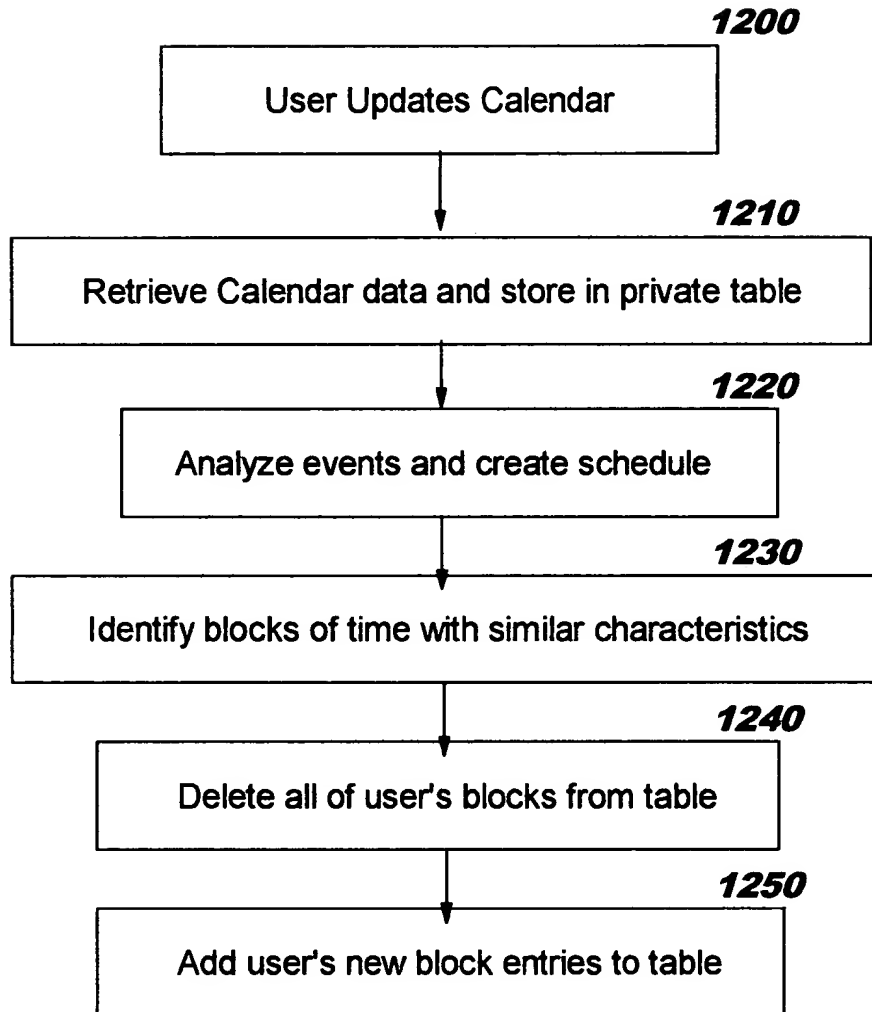 1200
User Updates Calendar
1210
Retrieve Calendar data and store in private table
1220
Analyze events and create schedule
1230
Identify blocks of time with similar characteristics
1240
Delete all of user's blocks from table
1250
Add user's new block entries to table